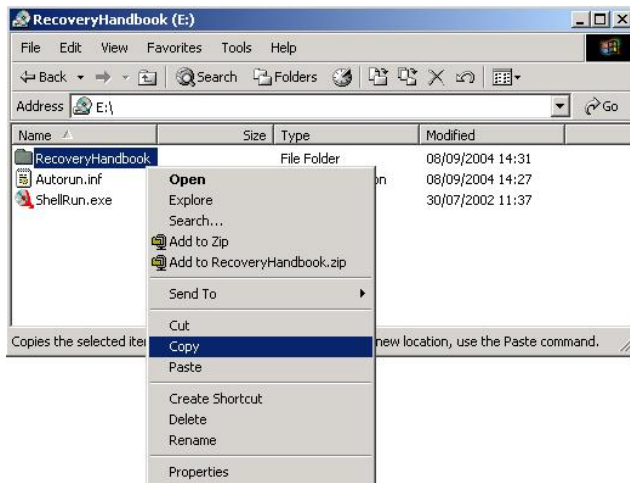 RecoveryHandbook (E:)
File Edit View Favorites Tools Help
Back Search Folders
Address E:\ Go
Name Size Type Modified
RecoveryHandbook File Folder 08/09/2004 14:31
Autorun.inf on 08/09/2004 14:27
ShellRun.exe 30/07/2002 11:37
Open
Explore
Search...
Add to Zip
Add to RecoveryHandbook.zip
Send To
Cut
Copy
Paste
Create Shortcut
Delete
Rename
Properties
Copies the selected ite new location, use the Paste command.